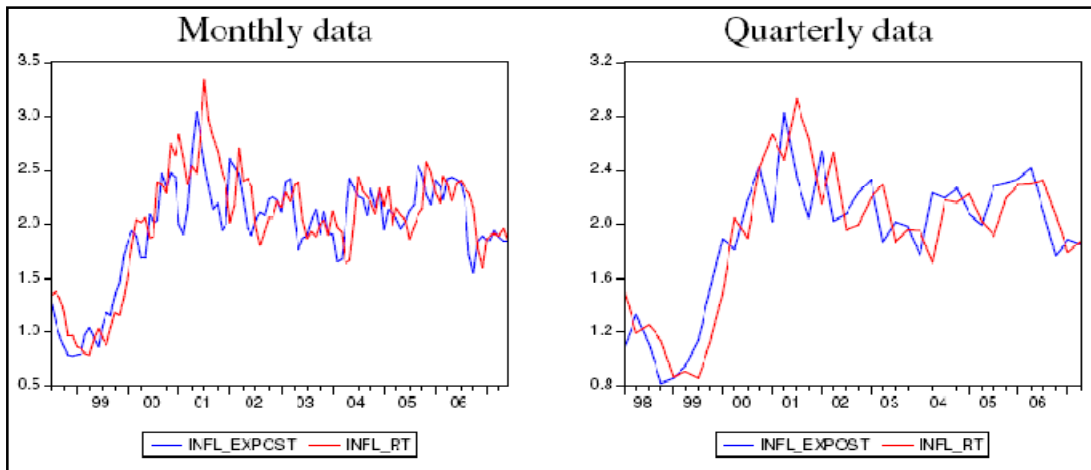 Monthly data
3.5
3.0
2.5
2.0
1.5
1.0
0.5
99 00 01 02 03 04 05 06
INFL_EXPOST INFL_RT
Quarterly data
3.2
2.8
2.4
2.0
1.6
1.2
0.8
98 99 00 01 02 03 04 05 06
INFL_EXPOST INFL_RT